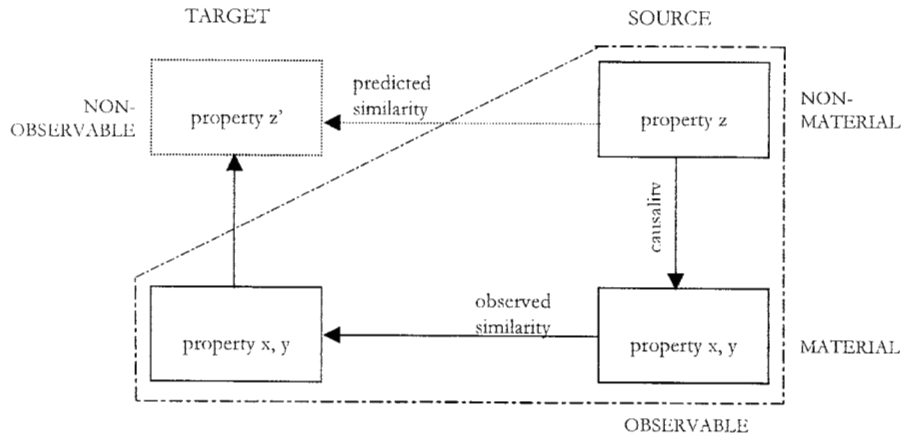 TARGET
SOURCE
NON-
OBSERVABLE
property z'
predicted
similarity
property z
NON-
MATERIAL
causality
property x, y
observed
similarity
property x, y
MATERIAL
OBSERVABLE